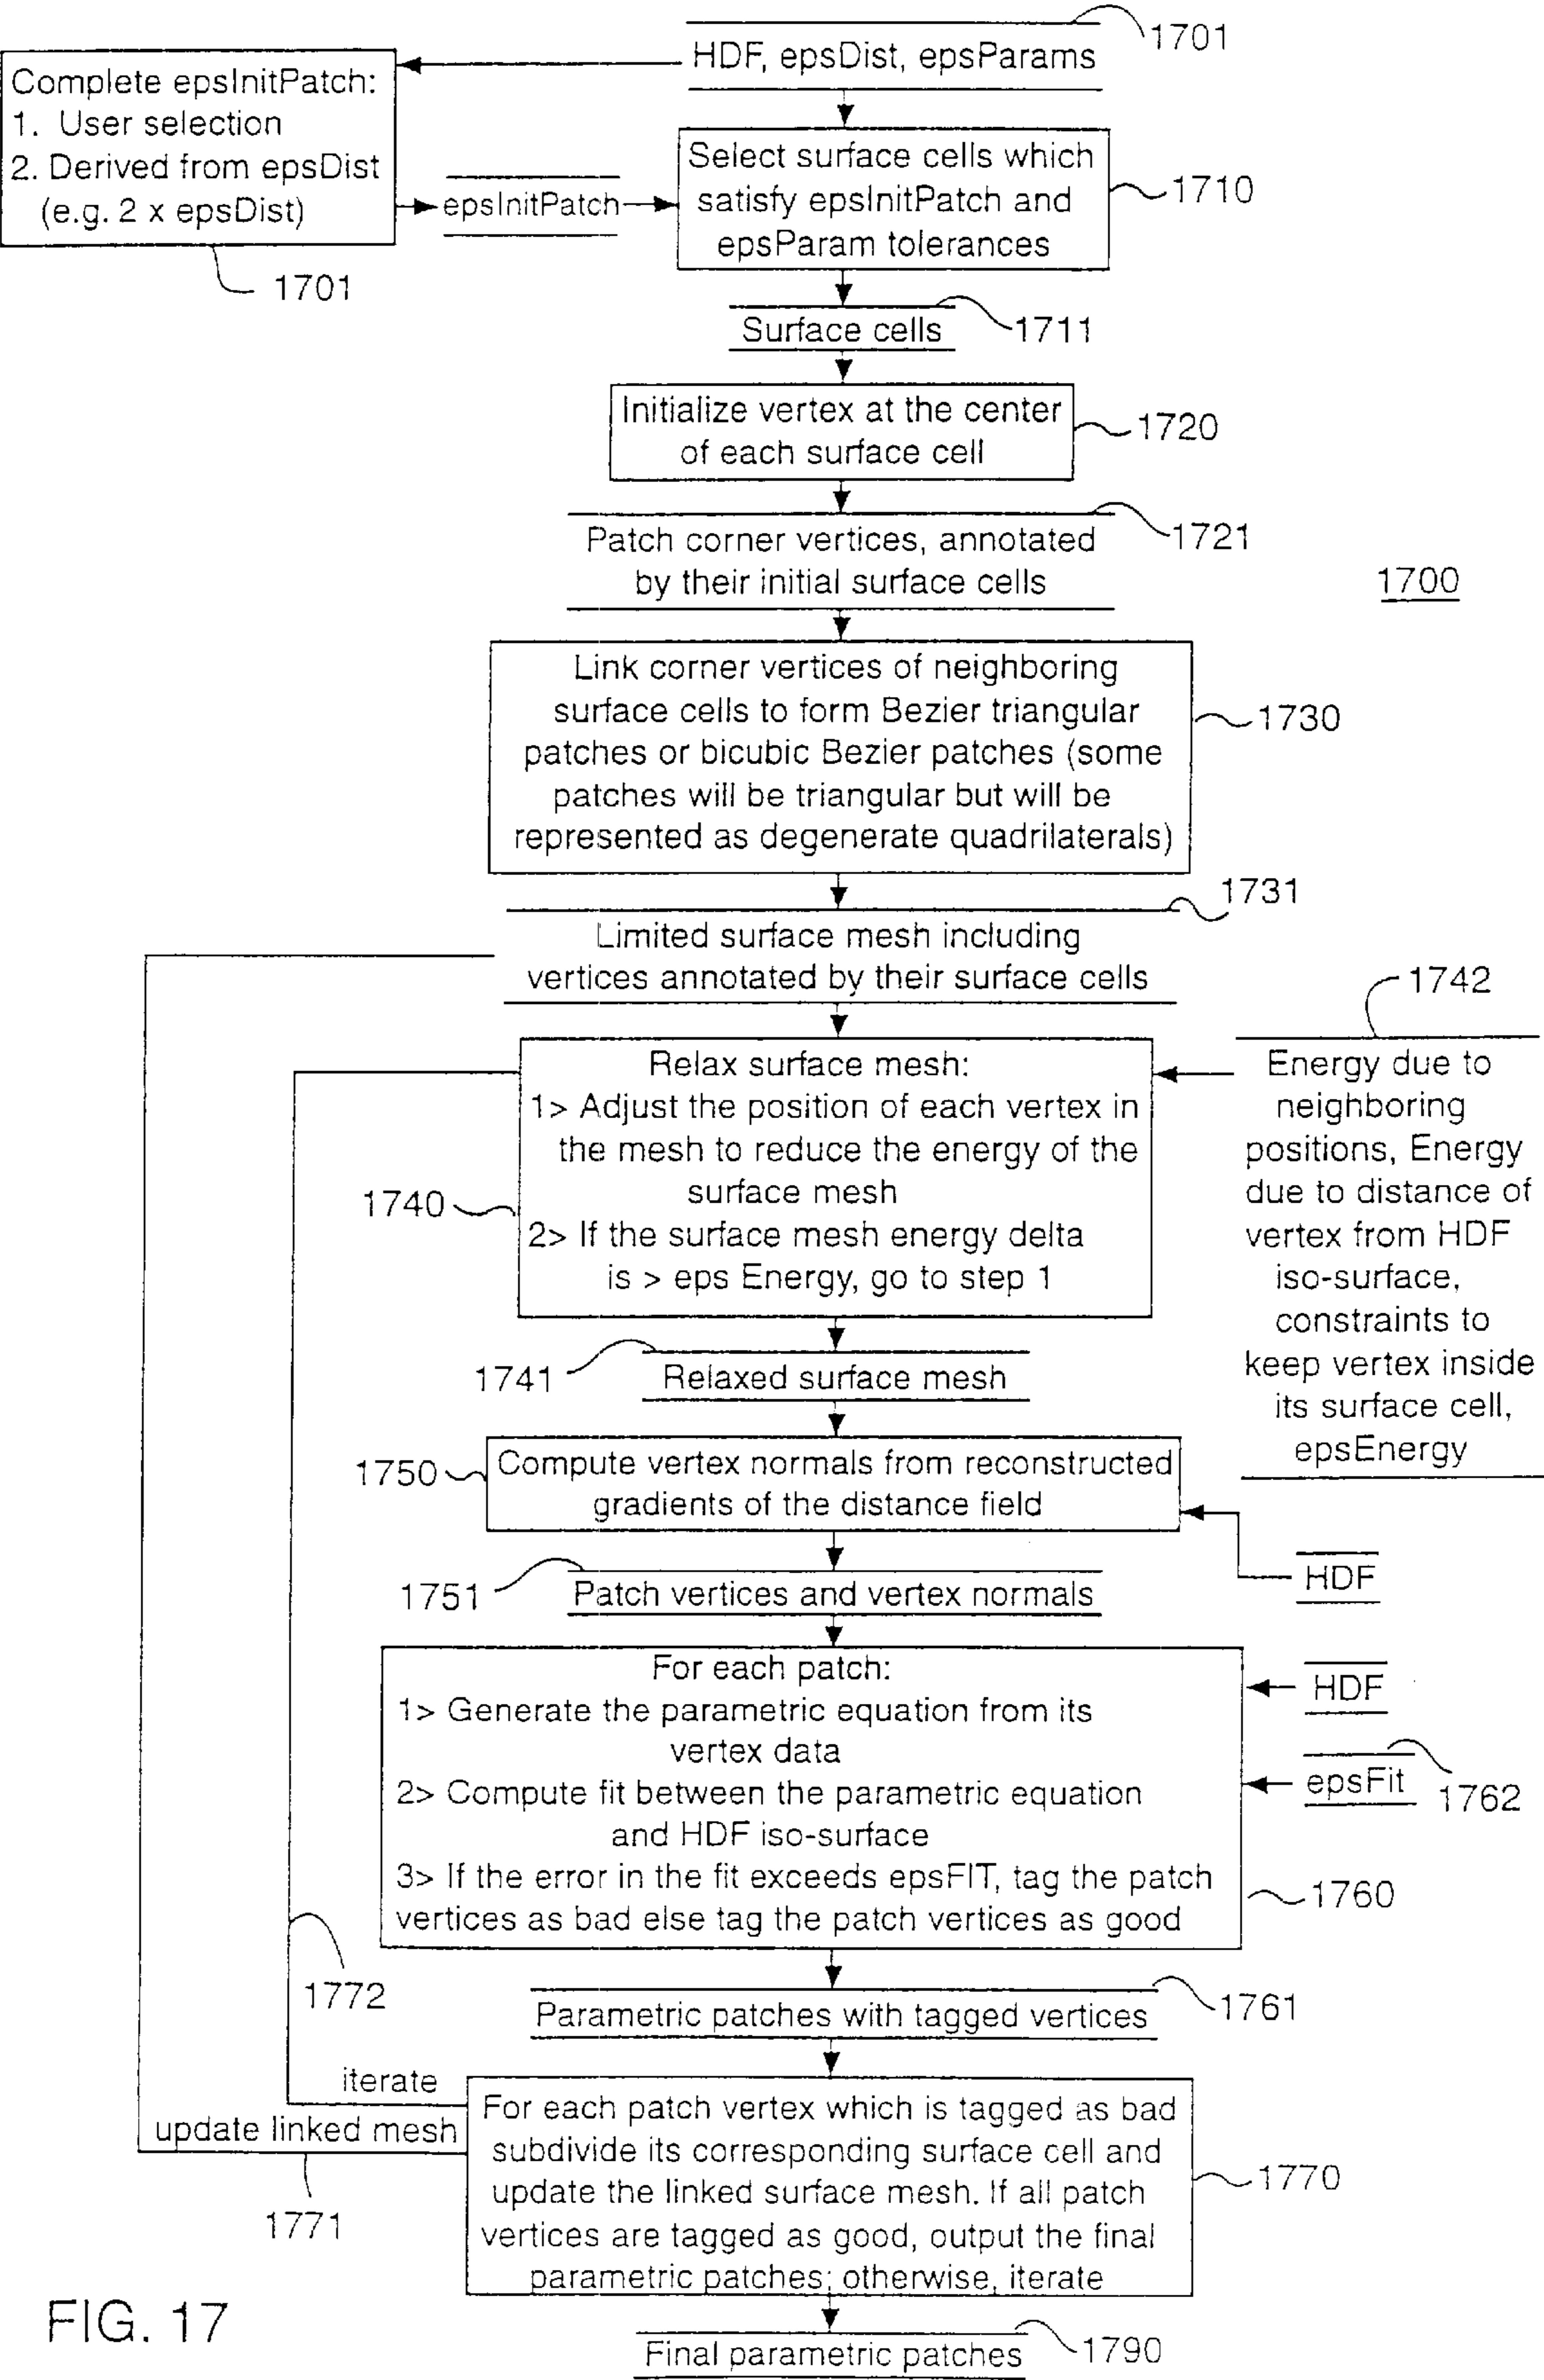 1701
HDF, epsDist, epsParams
Complete epsInitPatch:
1. User selection
2. Derived from epsDist
(e.g. 2 x epsDist)
1701
epsInitPatch
Select surface cells which
satisfy epsInitPatch and
epsParam tolerances
1710
Surface cells
1711
Initialize vertex at the center
of each surface cell
1720
Patch corner vertices, annotated
by their initial surface cells
1721
1700
Link corner vertices of neighboring
surface cells to form Bezier triangular
patches or bicubic Bezier patches (some
patches will be triangular but will be
represented as degenerate quadrilaterals)
1730
1731
Limited surface mesh including
vertices annotated by their surface cells
1742
Energy due to
neighboring
positions, Energy
due to distance of
vertex from HDF
iso-surface,
constraints to
keep vertex inside
its surface cell,
epsEnergy
Relax surface mesh:
1> Adjust the position of each vertex in
the mesh to reduce the energy of the
surface mesh
2> If the surface mesh energy delta
is > eps Energy, go to step 1
1740
1741
Relaxed surface mesh
1750
Compute vertex normals from reconstructed
gradients of the distance field
HDF
1751
Patch vertices and vertex normals
For each patch:
1> Generate the parametric equation from its
vertex data
2> Compute fit between the parametric equation
and HDF iso-surface
3> If the error in the fit exceeds epsFIT, tag the patch
vertices as bad else tag the patch vertices as good
HDF
epsFit
1762
1760
1772
Parametric patches with tagged vertices
1761
iterate
update linked mesh
1771
For each patch vertex which is tagged as bad
subdivide its corresponding surface cell and
update the linked surface mesh. If all patch
vertices are tagged as good, output the final
parametric patches; otherwise, iterate
1770
FIG. 17
Final parametric patches
1790